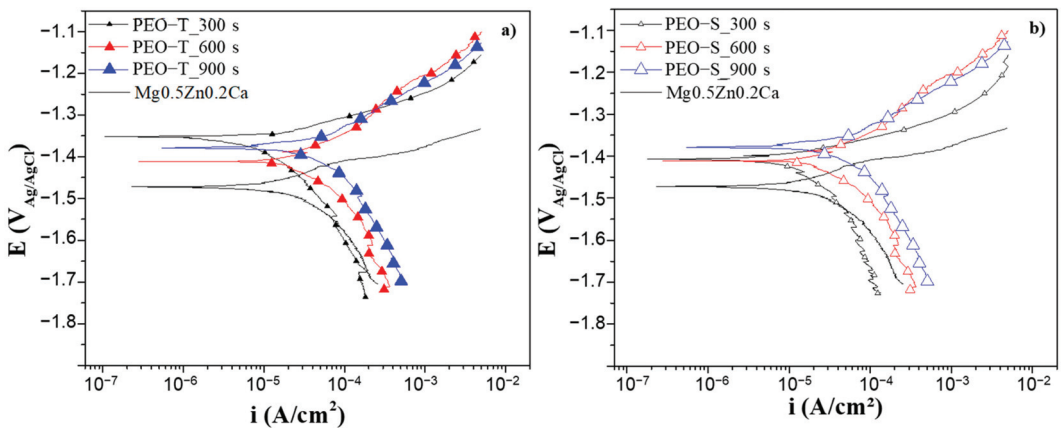 a)
PEO−T_300 s
PEO−T_600 s
PEO−T_900 s
Mg0.5Zn0.2Ca
E (V_Ag/AgCl)
−1.1
−1.2
−1.3
−1.4
−1.5
−1.6
−1.7
−1.8
10⁻⁷ 10⁻⁶ 10⁻⁵ 10⁻⁴ 10⁻³ 10⁻²
i (A/cm²)
b)
PEO−S_300 s
PEO−S_600 s
PEO−S_900 s
Mg0.5Zn0.2Ca
E (V_Ag/AgCl)
−1.1
−1.2
−1.3
−1.4
−1.5
−1.6
−1.7
−1.8
10⁻⁷ 10⁻⁶ 10⁻⁵ 10⁻⁴ 10⁻³ 10⁻²
i (A/cm²)